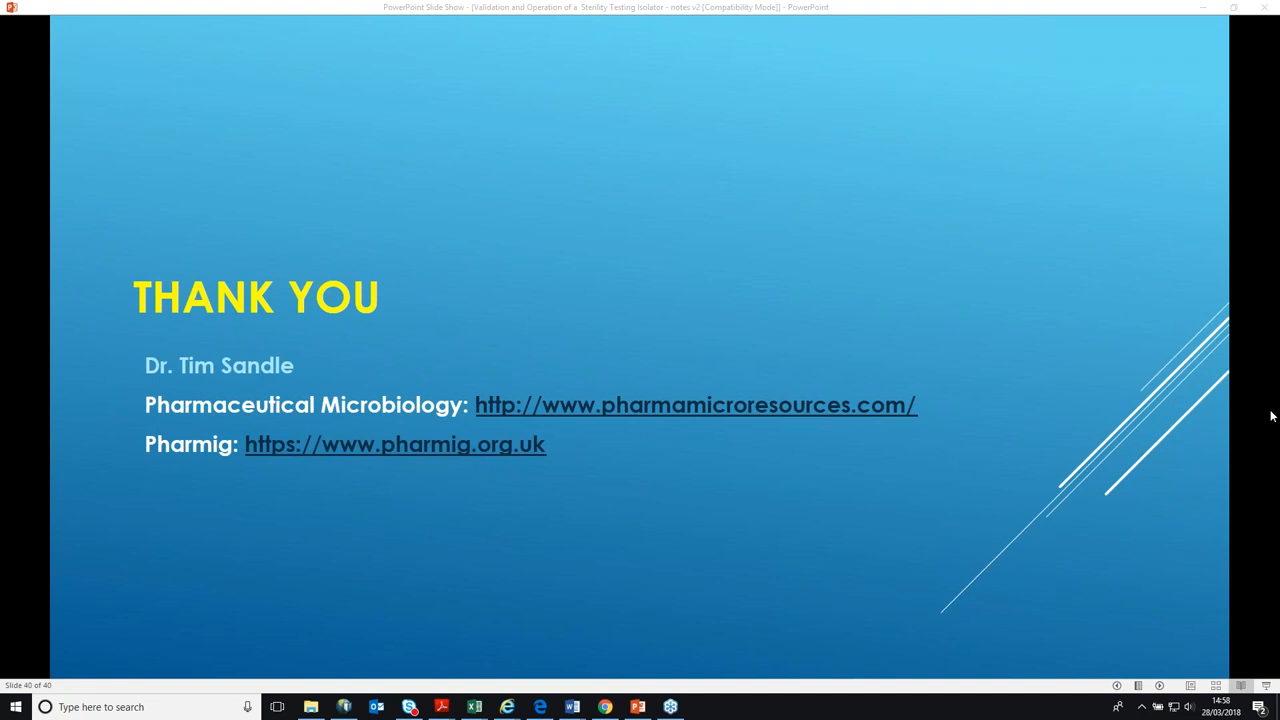 PowerPoint Slide Show - [Validation and Operation of a Sterility Testing Isolator - notes v2 [Compatibility Mode]] - PowerPoint
THANK YOU
Dr. Tim Sandle
Pharmaceutical Microbiology: http://www.pharmamicroresources.com/
Pharmig: https://www.pharmig.org.uk
Slide 40 of 40
Type here to search
14:58
28/03/2018
2